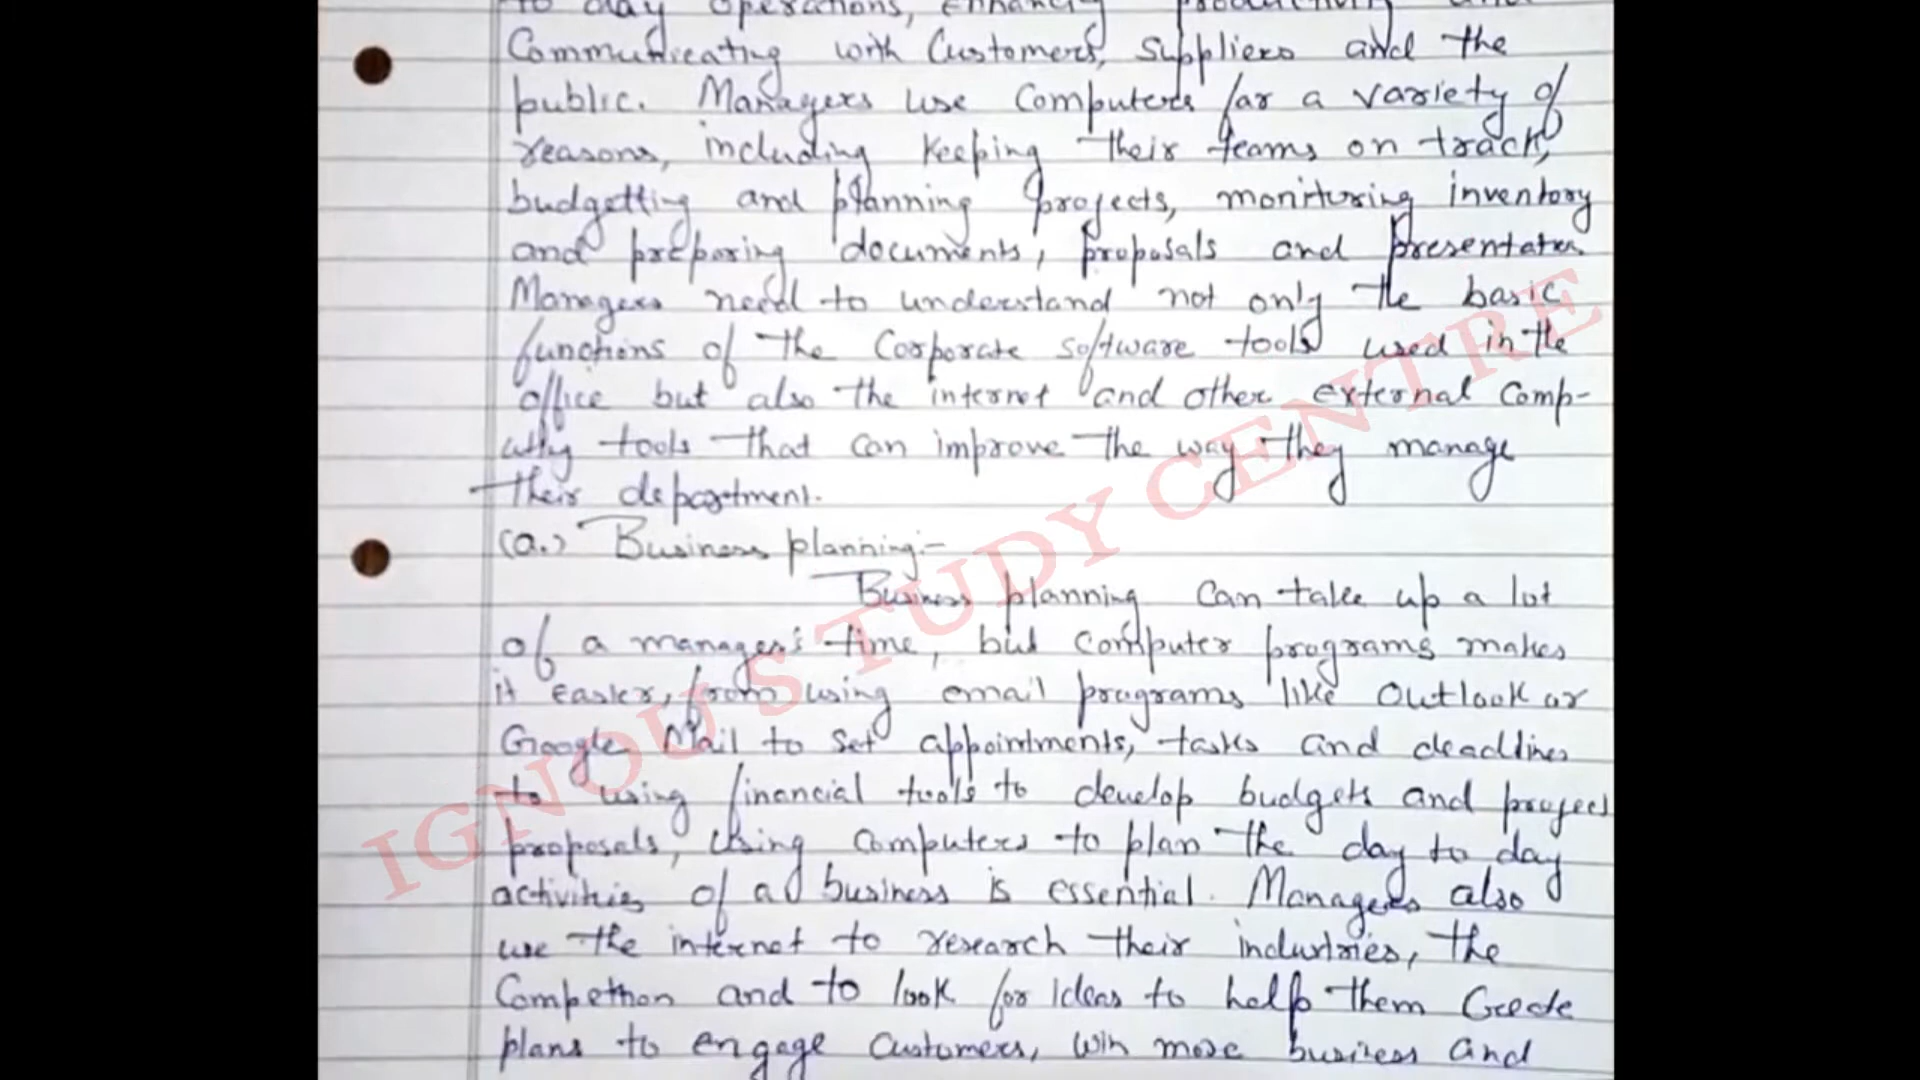 to day operations, enhancing productivity and
Communicating with Customers, Suppliers and the
public. Managers use Computers for a variety of
reasons, including keeping their teams on track,
budgetting and planning projects, monitoring inventory
and preparing documents, proposals and presentation
Managers need to understand not only the basic
functions of the Corporate software tools used in the
office but also the internet and other external Comp-
tools that can improve the way they manage
their department.
(a.) Business planning:-
Business planning Can take up a lot
of a manager's time, but Computer programs makes
it easier, from using email programs like Outlook or
Google Mail to set appointments, tasks and deadlines
to using financial tools to develop budgets and project
proposals, Using Computers to plan the day to day
activities of a business is essential. Managers also
use the internet to research their industries, the
and to look for ideas to help them
plans to engage Customers, win more business and
IGNOU STUDY CENTRE